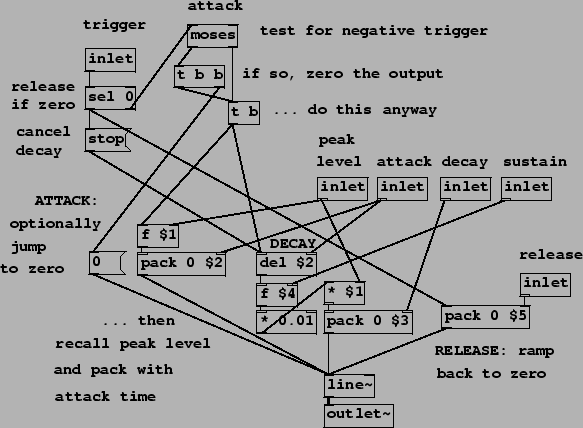 attack
trigger
moses
test for negative trigger
inlet
t b b
if so, zero the output
release
if zero
sel 0
t b
... do this anyway
cancel
decay
stop
peak
level
attack
decay
sustain
inlet
inlet
inlet
inlet
ATTACK:
optionally
jump
to zero
f $1
0
pack 0 $2
DECAY
del $2
release
inlet
f $4
* $1
* 0.01
pack 0 $3
pack 0 $5
... then
recall peak level
and pack with
attack time
RELEASE: ramp
back to zero
line~
outlet~